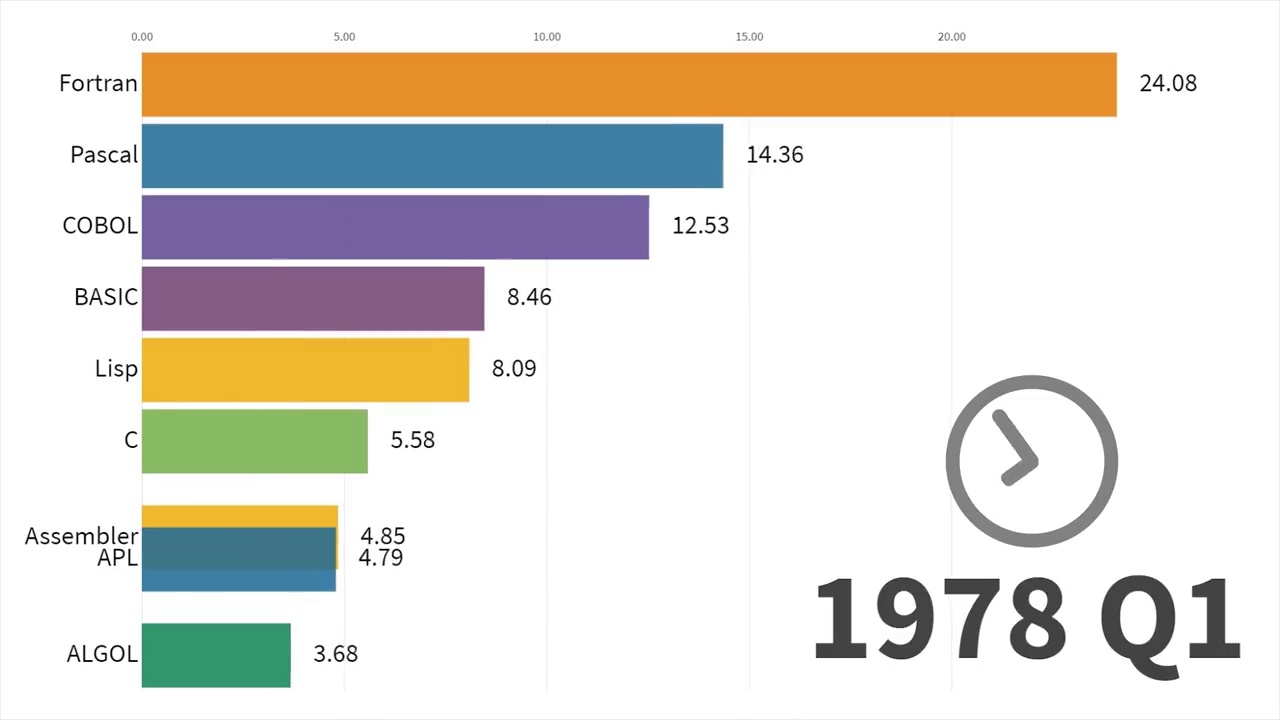 0.00 5.00 10.00 15.00 20.00
Fortran 24.08
Pascal 14.36
COBOL 12.53
BASIC 8.46
Lisp 8.09
C 5.58
Assembler 4.85
APL 4.79
ALGOL 3.68
1978 Q1